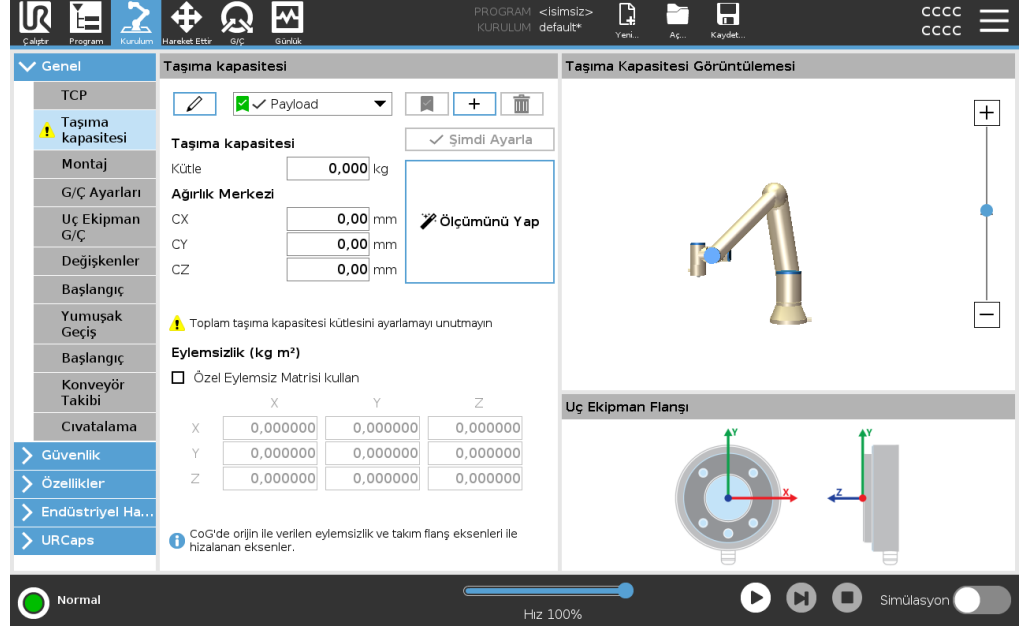 PROGRAM <isimsiz>
KURULUM default*
Çalıştır
Program
Kurulum
Hareket Ettir
G/Ç
Günlük
Yeni...
Aç...
Kaydet...
CCCC
CCCC
Genel
TCP
Taşıma
kapasitesi
Montaj
G/Ç Ayarları
Uç Ekipman
G/Ç
Değişkenler
Başlangıç
Yumuşak
Geçiş
Başlangıç
Konveyör
Takibi
Cıvatalama
Güvenlik
Özellikler
Endüstriyel Ha...
URCaps
Taşıma kapasitesi
Payload
Taşıma kapasitesi
Şimdi Ayarla
Kütle 0,000 kg
Ağırlık Merkezi
CX 0,00 mm
CY 0,00 mm
CZ 0,00 mm
Ölçümünü Yap
Toplam taşıma kapasitesi kütlesini ayarlamayı unutmayın
Eylemsizlik (kg m²)
Özel Eylemsiz Matrisi kullan
X Y Z
X 0,000000 0,000000 0,000000
Y 0,000000 0,000000 0,000000
Z 0,000000 0,000000 0,000000
CoG'de orijin ile verilen eylemsizlik ve takım flanş eksenleri ile
hizalanan eksenler.
Taşıma Kapasitesi Görüntülemesi
Uç Ekipman Flanşı
Y
X
Y
Z
Normal
Hız 100%
Simülasyon